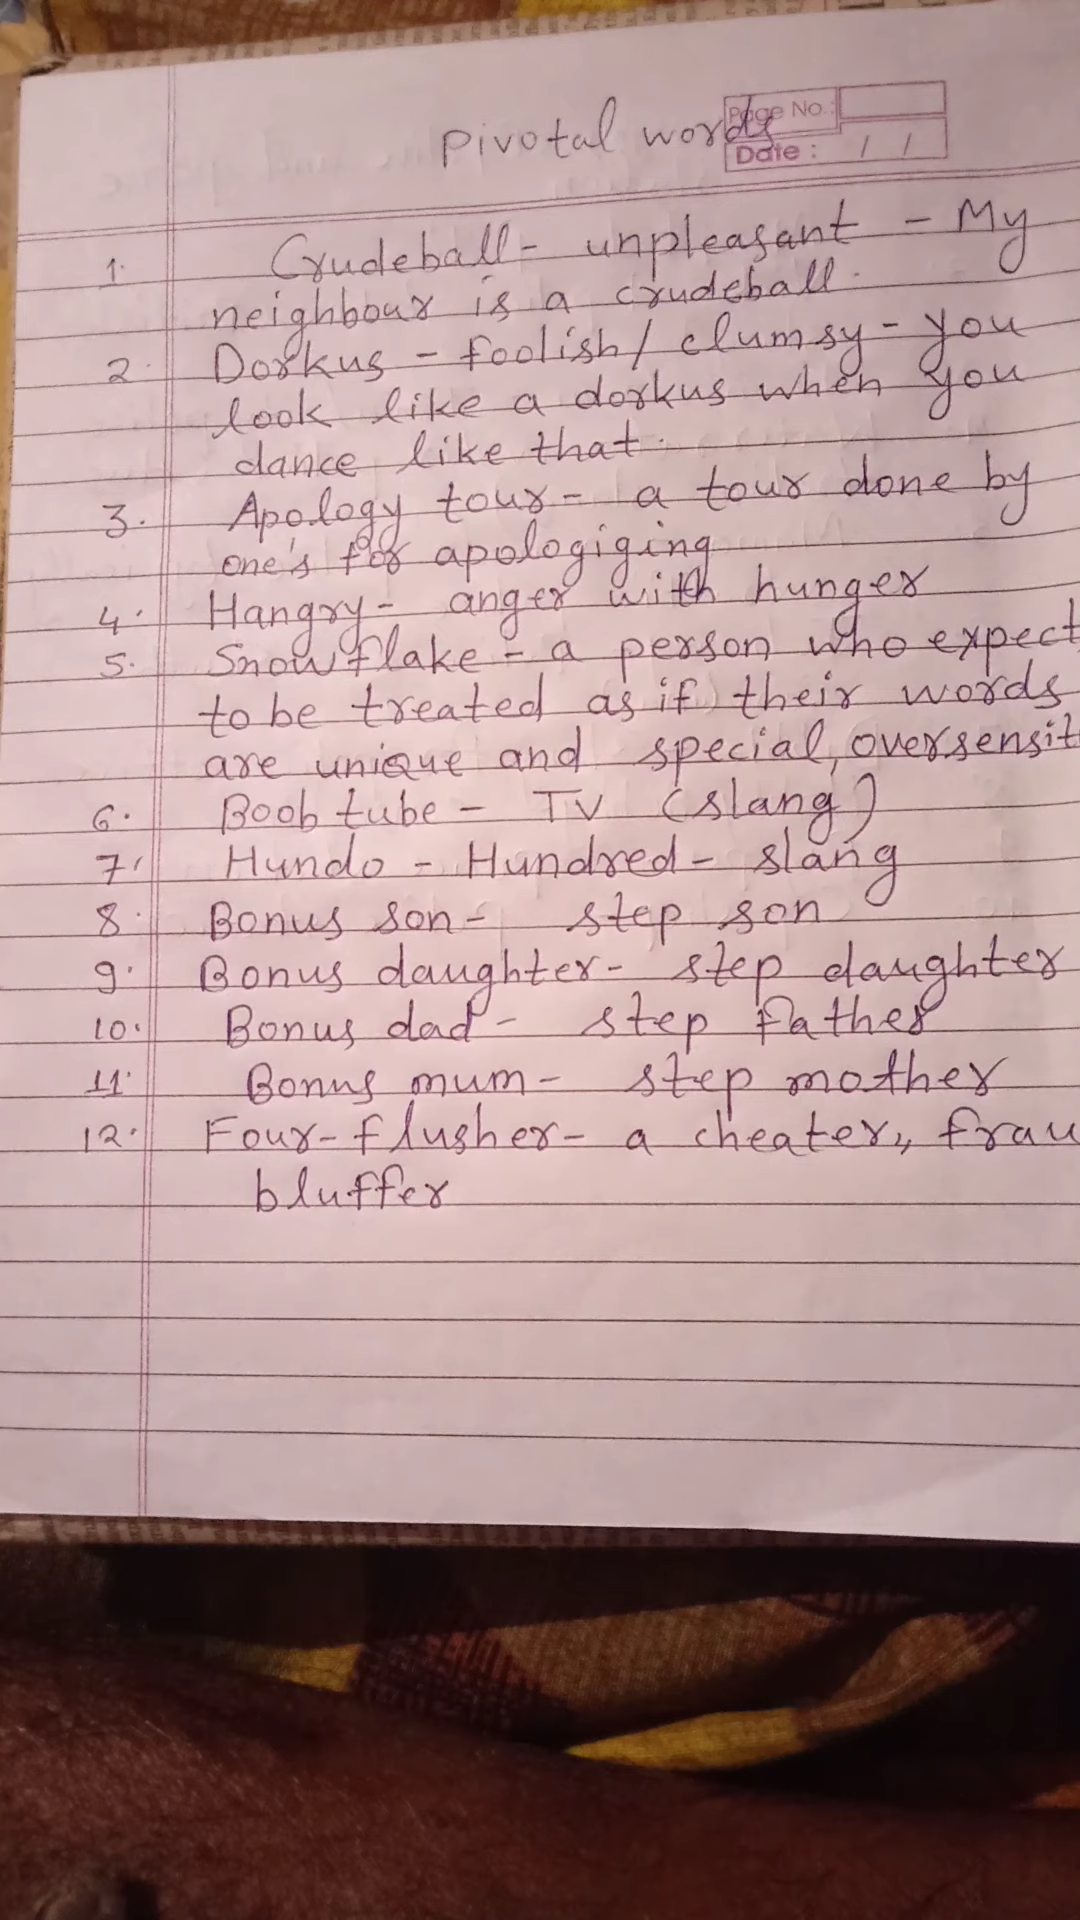 Page No.:
pivotal words
Date : / /
1. Crudeball - unpleasant - My
neighbour is a crudeball.
2. Dorkus - foolish / clumsy - you
look like a dorkus when you
dance like that.
3. Apology tour - a tour done by
one's for apologiging
4. Hangry - anger with hunger
5. Snowflake - a person who expect
to be treated as if their words
are unique and special, oversensit
6. Boob tube - TV (slang)
7. Hundo - Hundred - slang
8. Bonus son - step son
9. Bonus daughter - step daughter
10. Bonus dad - step father
11. Bonus mum - step mother
12. Four-flusher - a cheater,, frau
bluffer